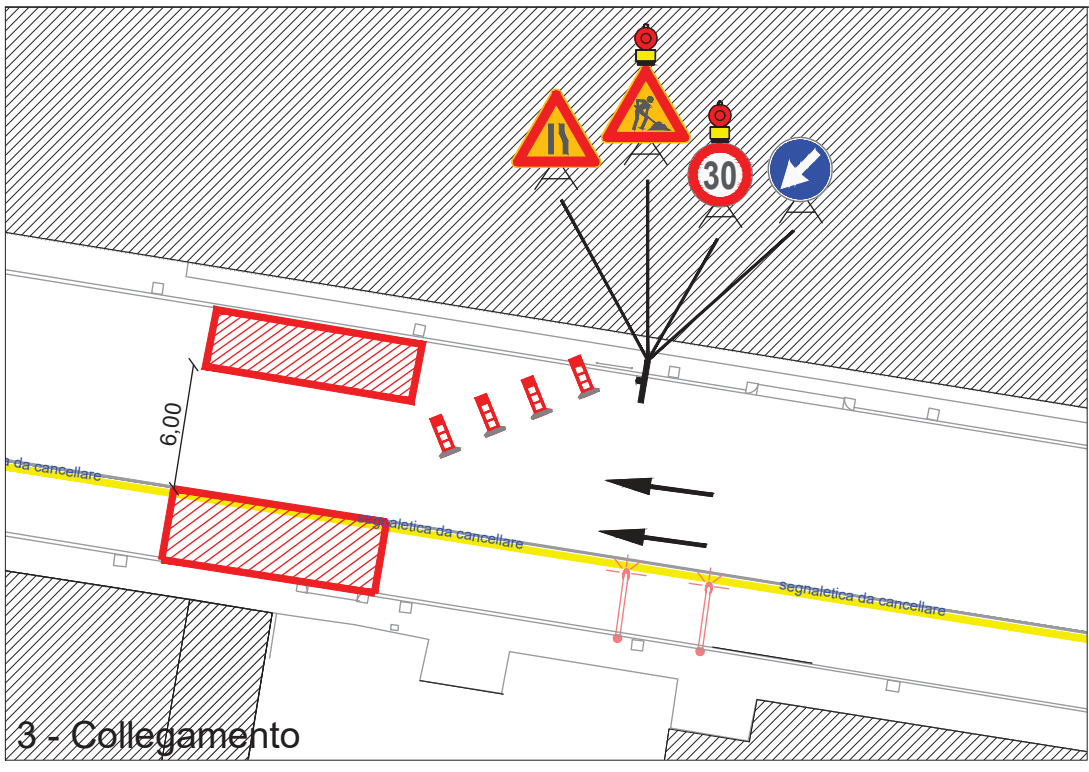 30
6,00
a da cancellare
segnaletica da cancellare
segnaletica da cancellare
3 - Collegamento